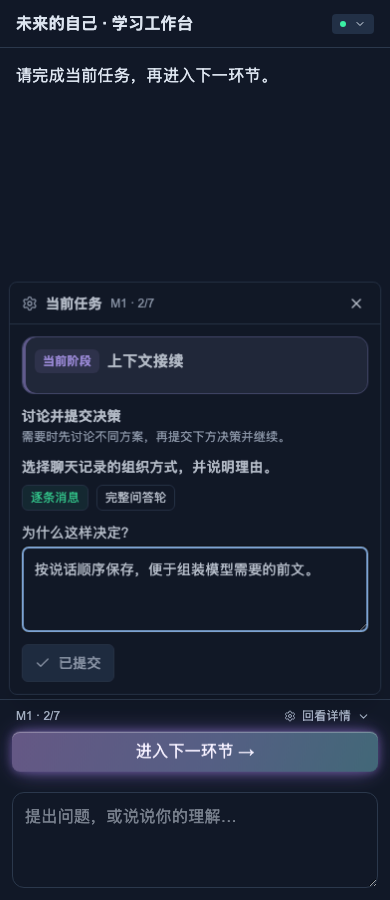 未来的自己 · 学习工作台
请完成当前任务，再进入下一环节。
当前任务 M1 · 2/7
当前阶段 上下文接续
讨论并提交决策
需要时先讨论不同方案，再提交下方决策并继续。
选择聊天记录的组织方式，并说明理由。
逐条消息 完整问答轮
为什么这样决定?
按说话顺序保存，便于组装模型需要的前文。
已提交
M1 · 2/7 回看详情
进入下一环节 →
提出问题，或说说你的理解...